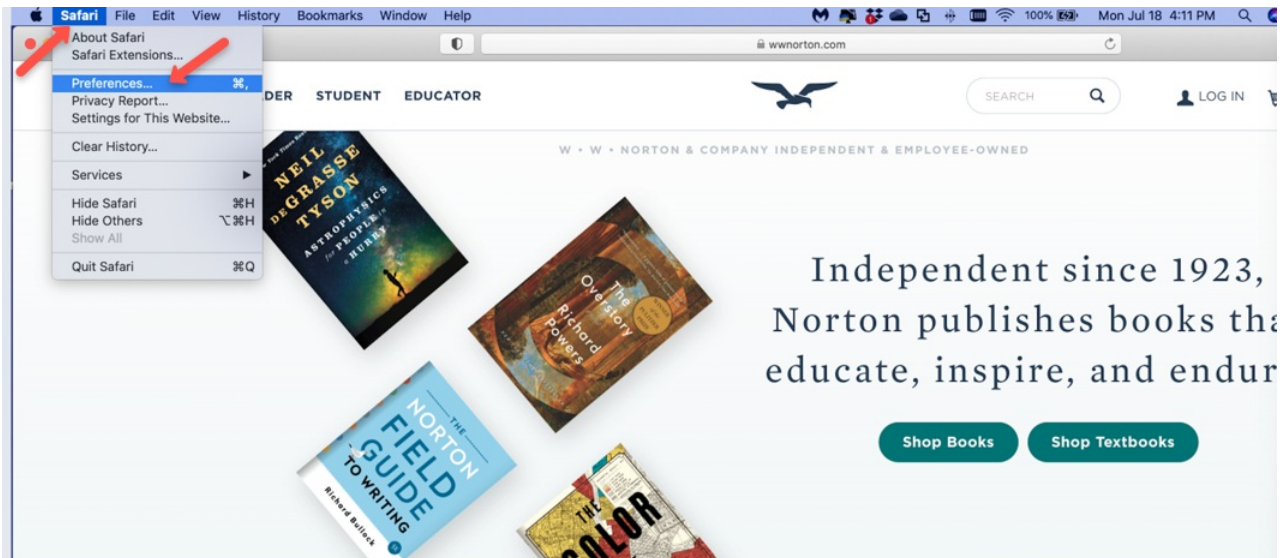 Safari File Edit View History Bookmarks Window Help 100% Mon Jul 18 4:11 PM
About Safari
Safari Extensions...
Preferences... ⌘,
Privacy Report...
Settings for This Website...
Clear History...
Services
Hide Safari ⌘H
Hide Others ⌥⌘H
Show All
Quit Safari ⌘Q
wwnorton.com
DER STUDENT EDUCATOR
SEARCH
LOG IN
W • W • NORTON & COMPANY INDEPENDENT & EMPLOYEE-OWNED
NEIL
DEGRASSE
TYSON
ASTROPHYSICS
for PEOPLE in
a HURRY
The
Overstory
Richard
Powers
Independent since 1923,
Norton publishes books tha
educate, inspire, and endur
Shop Books
Shop Textbooks
THE
NORTON
FIELD
GUIDE
TO WRITING
Richard Bullock
THE
COLOR